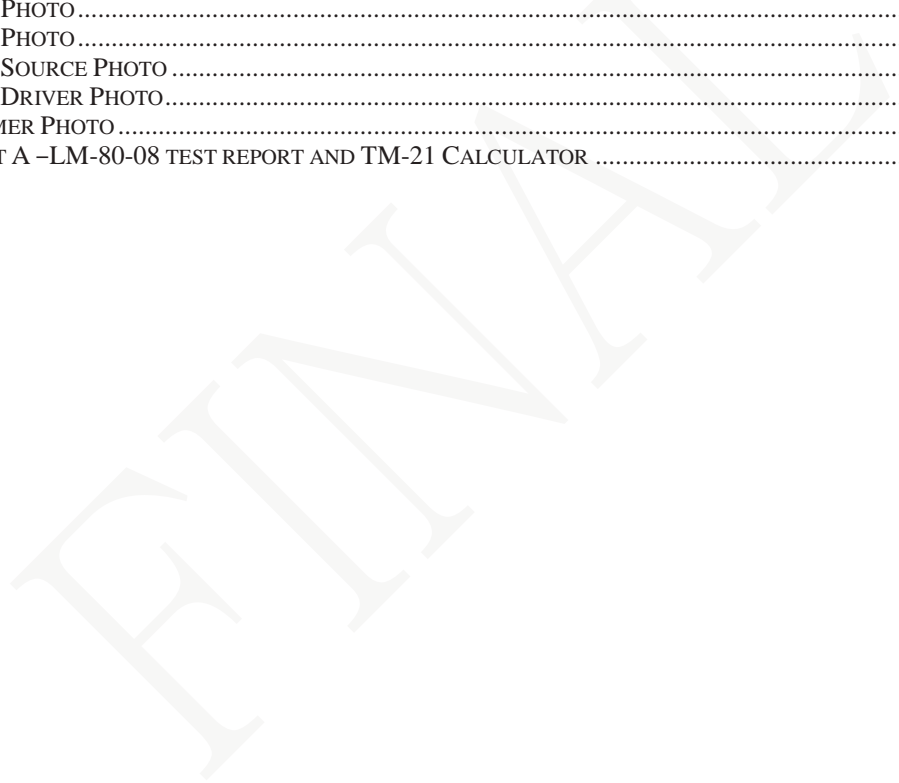 PHOTO
PHOTO
SOURCE PHOTO
DRIVER PHOTO
MER PHOTO
T A –LM-80-08 TEST REPORT AND TM-21 CALCULATOR
FINAL